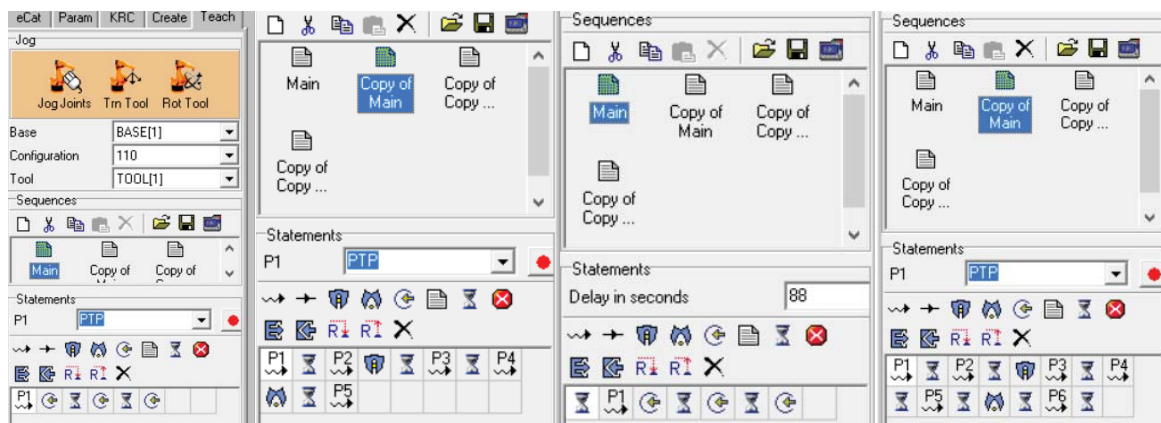 eCat Param KRC Create Teach
Jog
Jog Joints Trn Tool Rot Tool
Base BASE[1]
Configuration 110
Tool TOOL[1]
Sequences
Main Copy of Copy of
Statements
P1 PTP
P1
Main Copy of Main Copy of Copy ...
Copy of Copy ...
Statements
P1 PTP
R R
P1 P2 P3 P4
P5
Sequences
Main Copy of Main Copy of Copy ...
Copy of Copy ...
Statements
Delay in seconds 88
R R
P1
Sequences
Main Copy of Main Copy of Copy ...
Copy of Copy ...
Statements
P1 PTP
R R
P1 P2 P3 P4
P5 P6